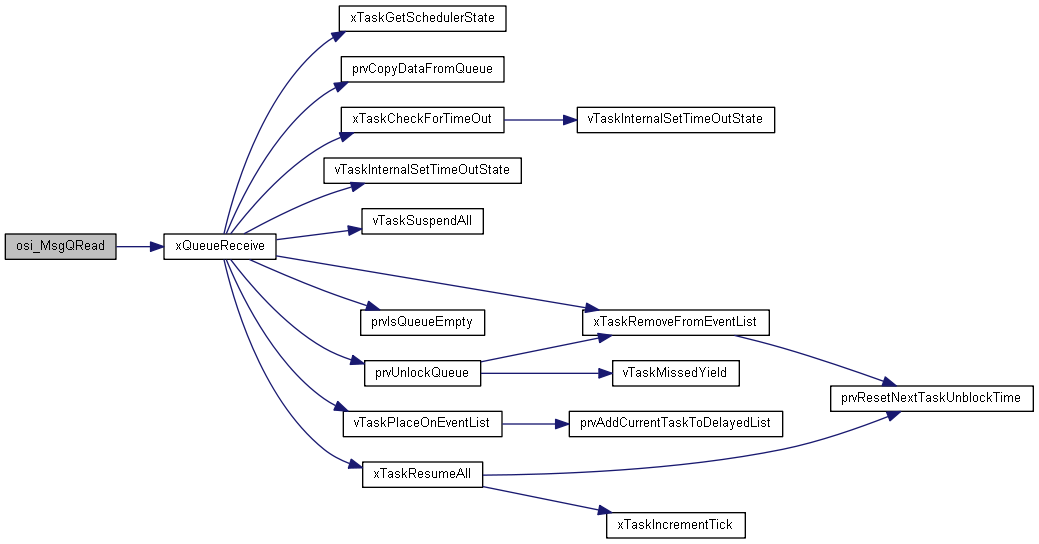 xTaskGetSchedulerState
prvCopyDataFromQueue
xTaskCheckForTimeOut
vTaskInternalSetTimeOutState
vTaskInternalSetTimeOutState
vTaskSuspendAll
osi_MsgQRead
xQueueReceive
prvIsQueueEmpty
xTaskRemoveFromEventList
prvUnlockQueue
vTaskMissedYield
prvResetNextTaskUnblockTime
vTaskPlaceOnEventList
prvAddCurrentTaskToDelayedList
xTaskResumeAll
xTaskIncrementTick